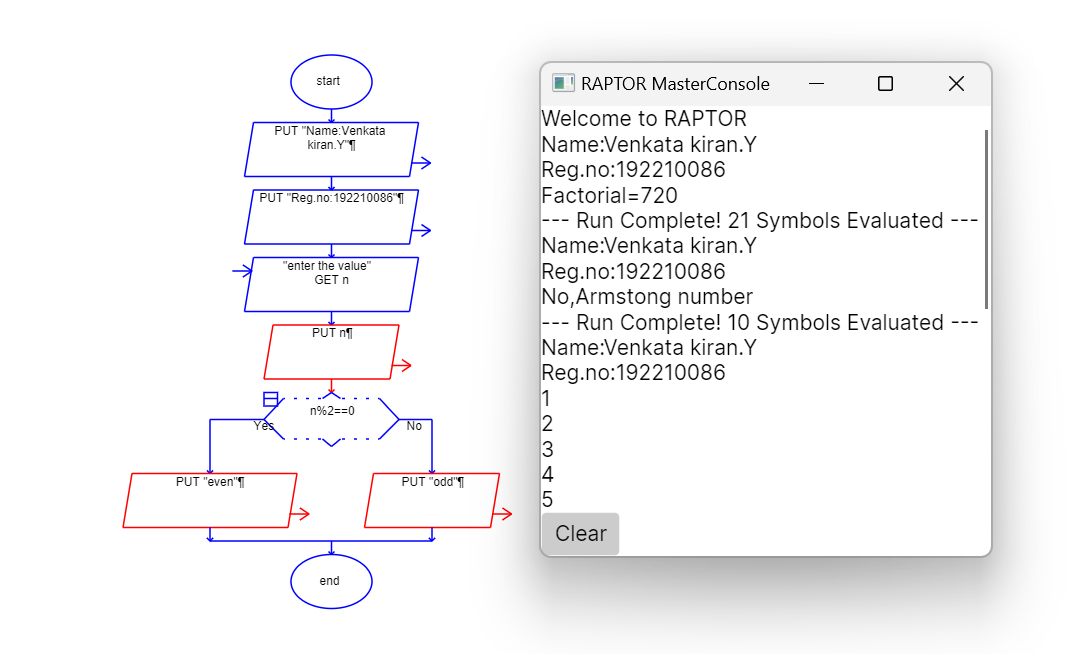 start
PUT "Name:Venkata
kiran.Y"¶
PUT "Reg.no:192210086"¶
"enter the value"
GET n
PUT n¶
n%2==0
Yes
No
PUT "even"¶
PUT "odd"¶
end
RAPTOR MasterConsole
Welcome to RAPTOR
Name:Venkata kiran.Y
Reg.no:192210086
Factorial=720
--- Run Complete! 21 Symbols Evaluated ---
Name:Venkata kiran.Y
Reg.no:192210086
No,Armstong number
--- Run Complete! 10 Symbols Evaluated ---
Name:Venkata kiran.Y
Reg.no:192210086
1
2
3
4
5
Clear